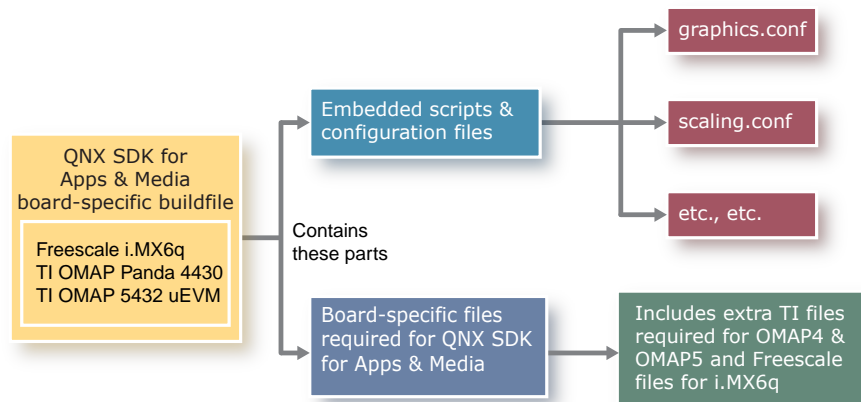 QNX SDK for
Apps & Media
board-specific buildfile
Freescale i.MX6q
TI OMAP Panda 4430
TI OMAP 5432 uEVM
Contains
these parts
Embedded scripts &
configuration files
graphics.conf
scaling.conf
etc., etc.
Board-specific files
required for QNX SDK
for Apps & Media
Includes extra TI files
required for OMAP4 &
OMAP5 and Freescale
files for i.MX6q